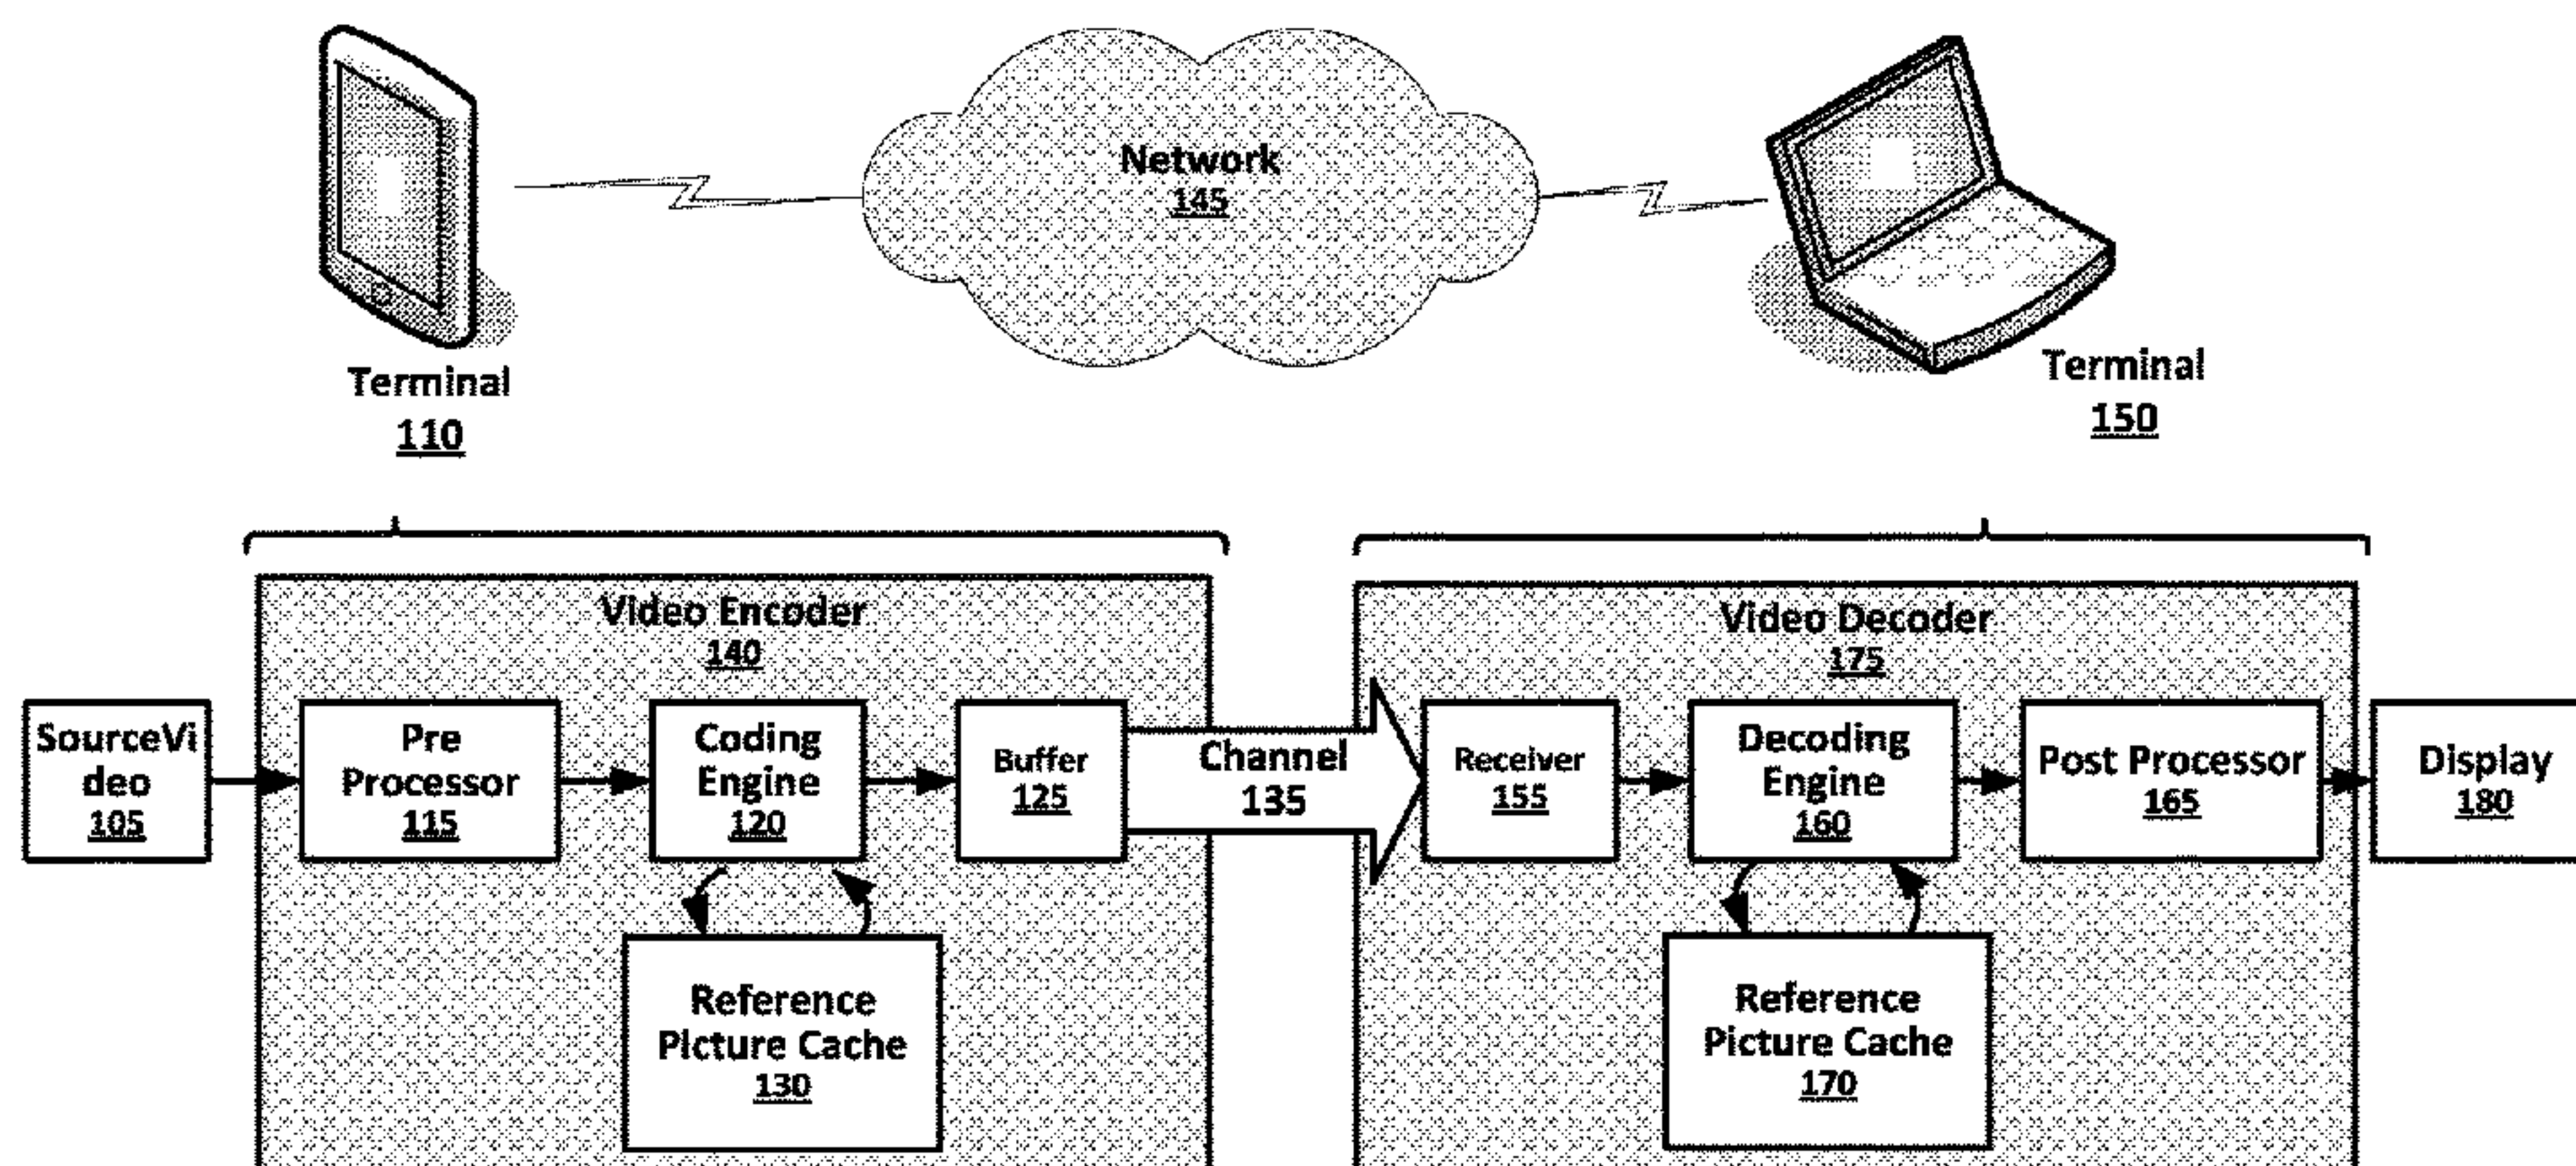 Network
145
Terminal
110
Terminal
150
Video Encoder
140
Video Decoder
175
SourceVi
deo
105
Pre
Processor
115
Coding
Engine
120
Buffer
125
Channel
135
Receiver
155
Decoding
Engine
160
Post Processor
165
Display
180
Reference
Picture Cache
130
Reference
Picture Cache
170